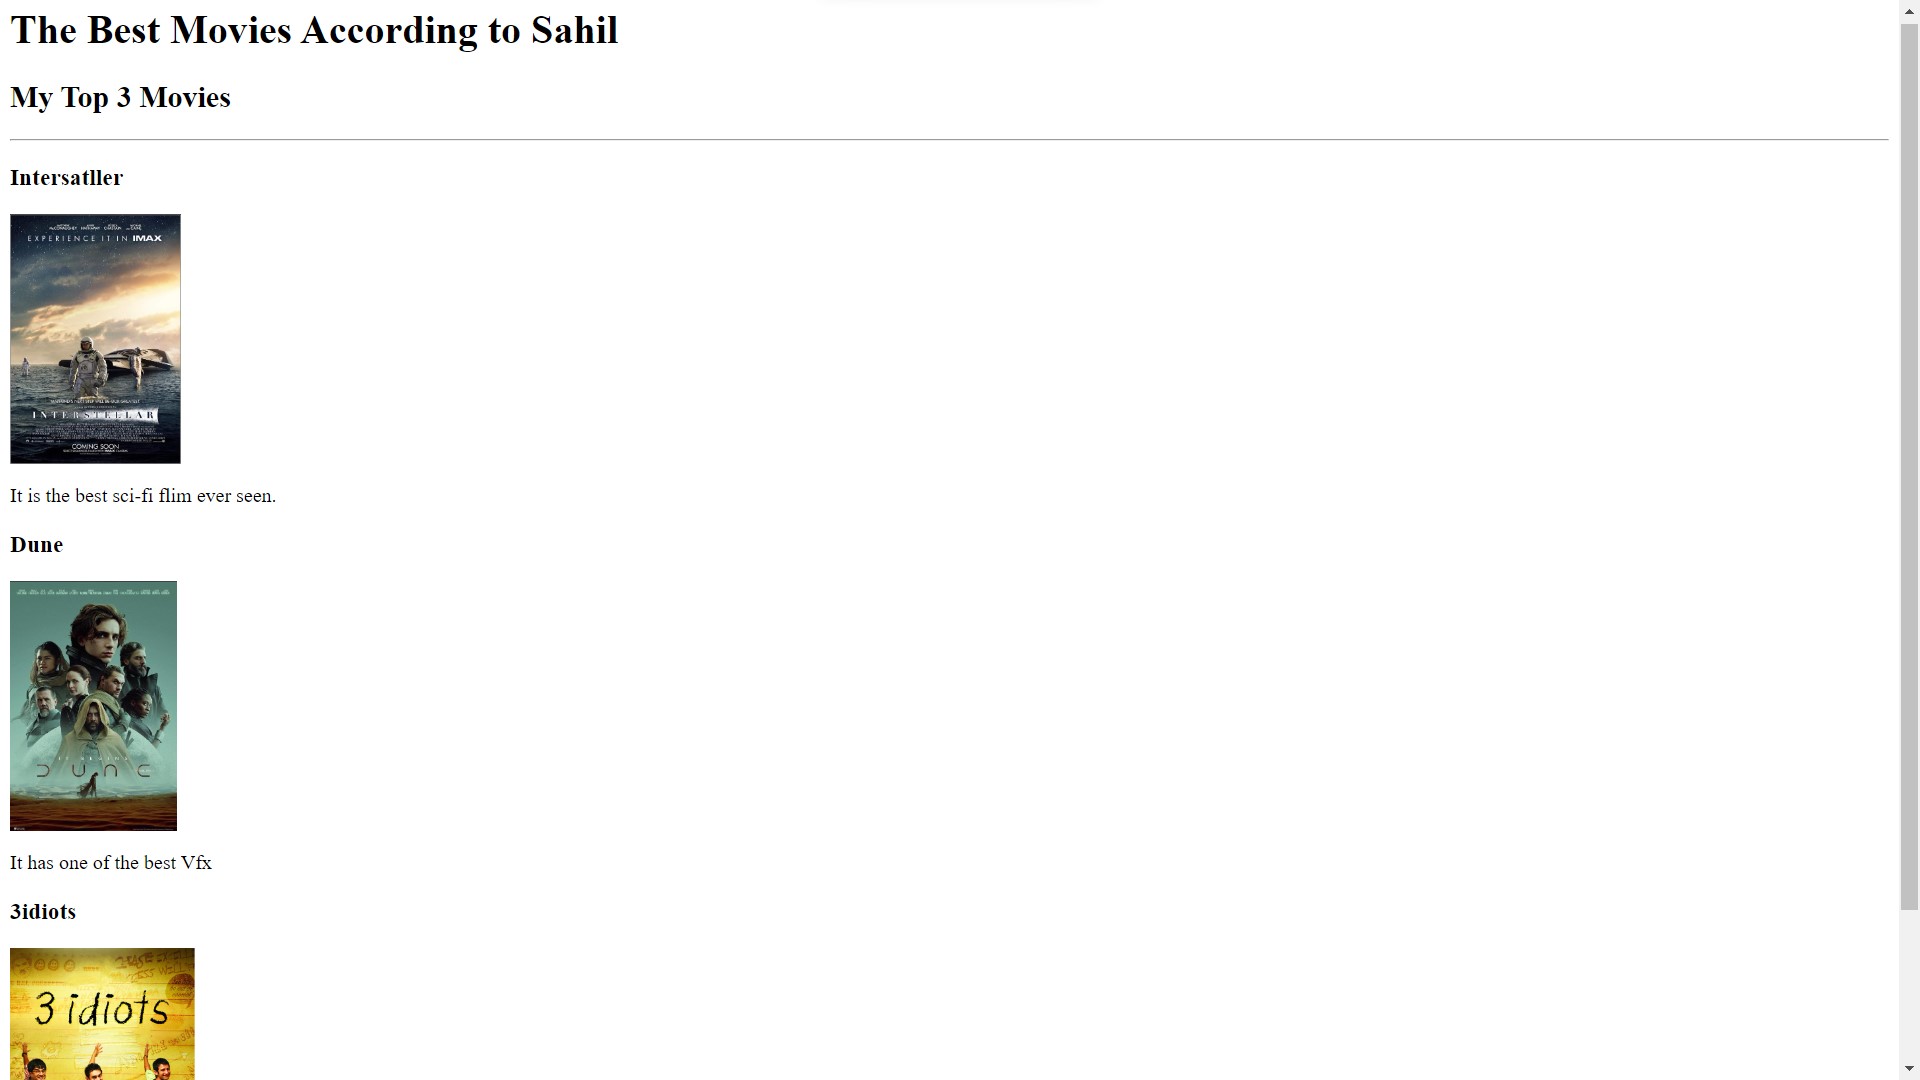 The Best Movies According to Sahil
My Top 3 Movies
Intersatller
EXPERIENCE IT IN IMAX
INTERSTELLAR
COMING SOON
It is the best sci-fi flim ever seen.
Dune
DUNE
It has one of the best Vfx
3idiots
3 idiots